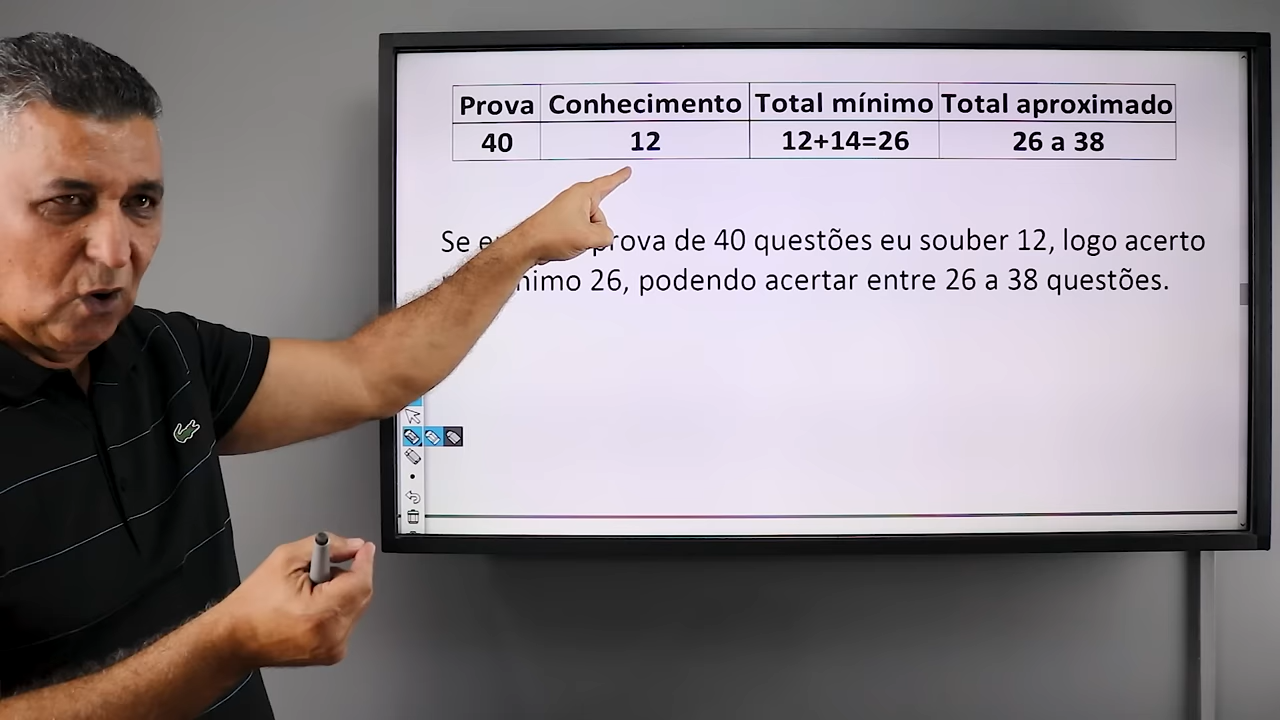 Prova Conhecimento Total mínimo Total aproximado
40 12 12+14=26 26 a 38
Se prova de 40 questões eu souber 12, logo acerto
26, podendo acertar entre 26 a 38 questões.